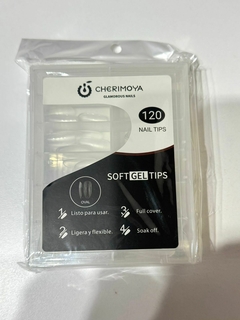 CHERIMOYA
GLAMOROUS NAILS
120
NAIL TIPS
SOFT GEL TIPS
OVAL
1 Listo para usar.
3 Full cover.
2 Ligera y flexible.
4 Soak off.